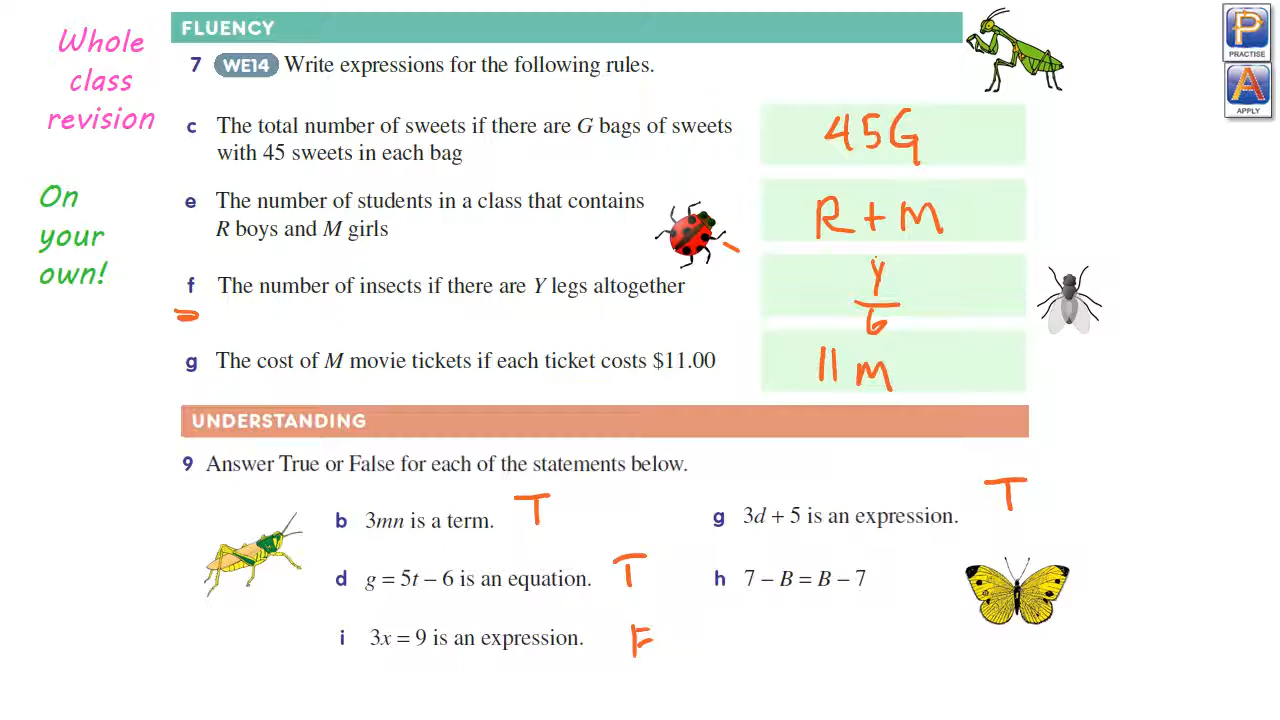 Whole
class
revision
On
your
own!
FLUENCY
7 WE14 Write expressions for the following rules.
c The total number of sweets if there are G bags of sweets
with 45 sweets in each bag
45G
e The number of students in a class that contains
R boys and M girls
R + M
f The number of insects if there are Y legs altogether
Y
6
g The cost of M movie tickets if each ticket costs $11.00
11 M
UNDERSTANDING
9 Answer True or False for each of the statements below.
b 3mn is a term. T
g 3d + 5 is an expression. T
d g = 5t – 6 is an equation. T
h 7 – B = B – 7
i 3x = 9 is an expression. F
P
PRACTISE
A
APPLY